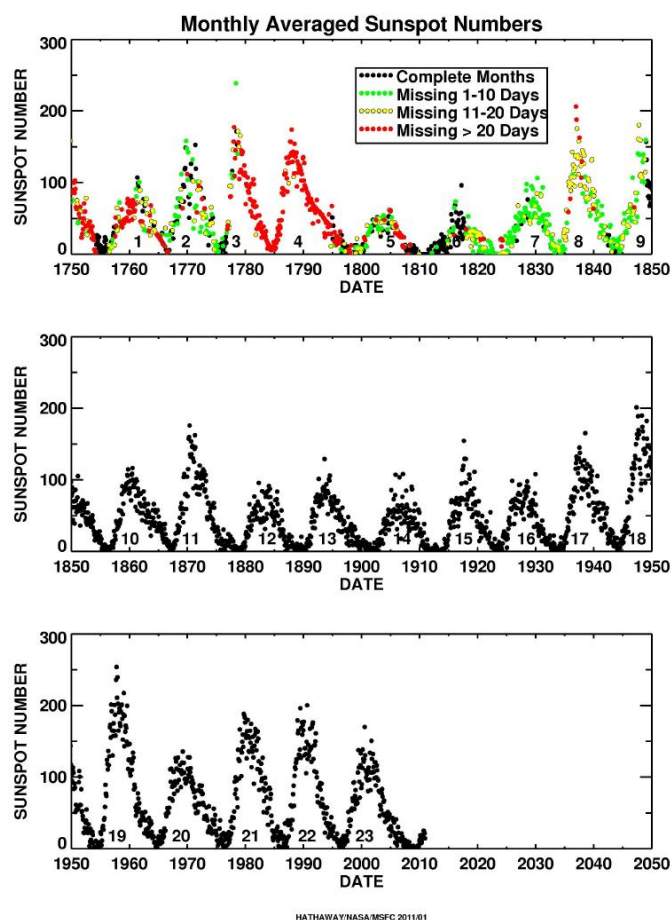 Monthly Averaged Sunspot Numbers
SUNSPOT NUMBER
300
200
100
0
Complete Months
Missing 1-10 Days
Missing 11-20 Days
Missing > 20 Days
1 2 3 4 5 6 7 8 9
1750 1760 1770 1780 1790 1800 1810 1820 1830 1840 1850
DATE
SUNSPOT NUMBER
300
200
100
0
10 11 12 13 14 15 16 17 18
1850 1860 1870 1880 1890 1900 1910 1920 1930 1940 1950
DATE
SUNSPOT NUMBER
300
200
100
0
19 20 21 22 23
1950 1960 1970 1980 1990 2000 2010 2020 2030 2040 2050
DATE
HATHAWAY/NASA/MSFC 2011/01